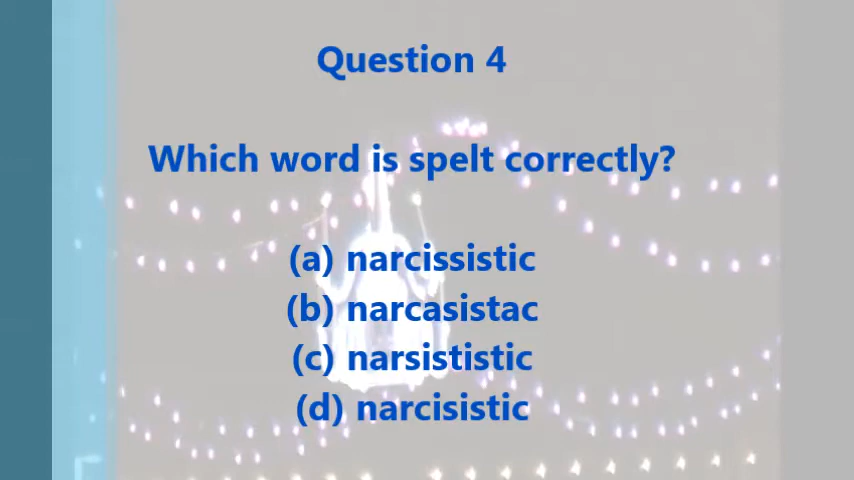 Question 4
Which word is spelt correctly?
(a) narcissistic
(b) narcasistac
(c) narsististic
(d) narcisistic